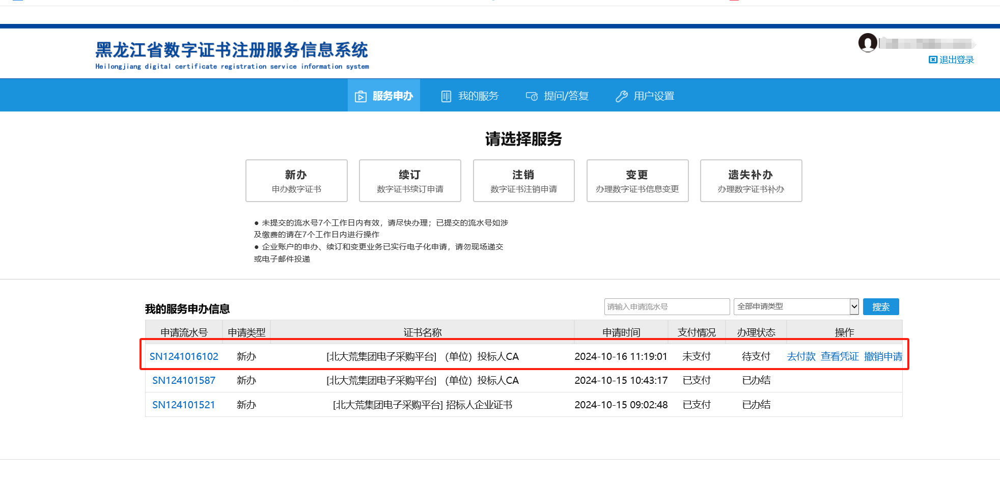 黑龙江省数字证书注册服务信息系统
Heilongjiang digital certificate registration service information system
退出登录
服务申办 我的服务 提问/答复 用户设置
请选择服务
新办 续订 注销 变更 遗失补办
申办数字证书 数字证书续订申请 数字证书注销申请 办理数字证书信息变更 办理数字证书补办
● 未提交的流水号7个工作日内有效，请尽快办理；已提交的流水号如涉
及缴费的请在7个工作日内进行操作
● 企业账户的申办、续订和变更业务已实行电子化申请，请勿现场递交
或电子邮件投递
我的服务申办信息 请输入申请流水号 全部申请类型 搜索
申请流水号 申请类型 证书名称 申请时间 支付情况 办理状态 操作
SN1241016102 新办 [北大荒集团电子采购平台] （单位）投标人CA 2024-10-16 11:19:01 未支付 待支付 去付款 查看凭证 撤销申请
SN124101587 新办 [北大荒集团电子采购平台] （单位）投标人CA 2024-10-15 10:43:17 已支付 已办结
SN124101521 新办 [北大荒集团电子采购平台] 招标人企业证书 2024-10-15 09:02:48 已支付 已办结